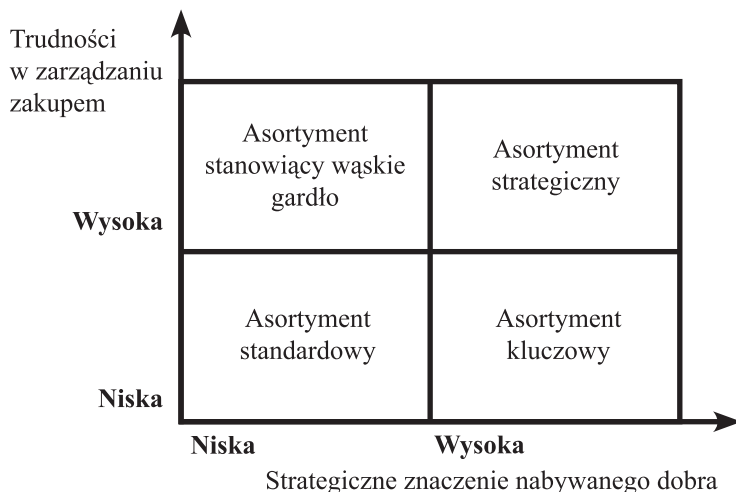 Trudności
w zarządzaniu
zakupem
Asortyment
stanowiący wąskie
gardło
Asortyment
strategiczny
Wysoka
Asortyment
standardowy
Asortyment
kluczowy
Niska
Niska
Wysoka
Strategiczne znaczenie nabywanego dobra